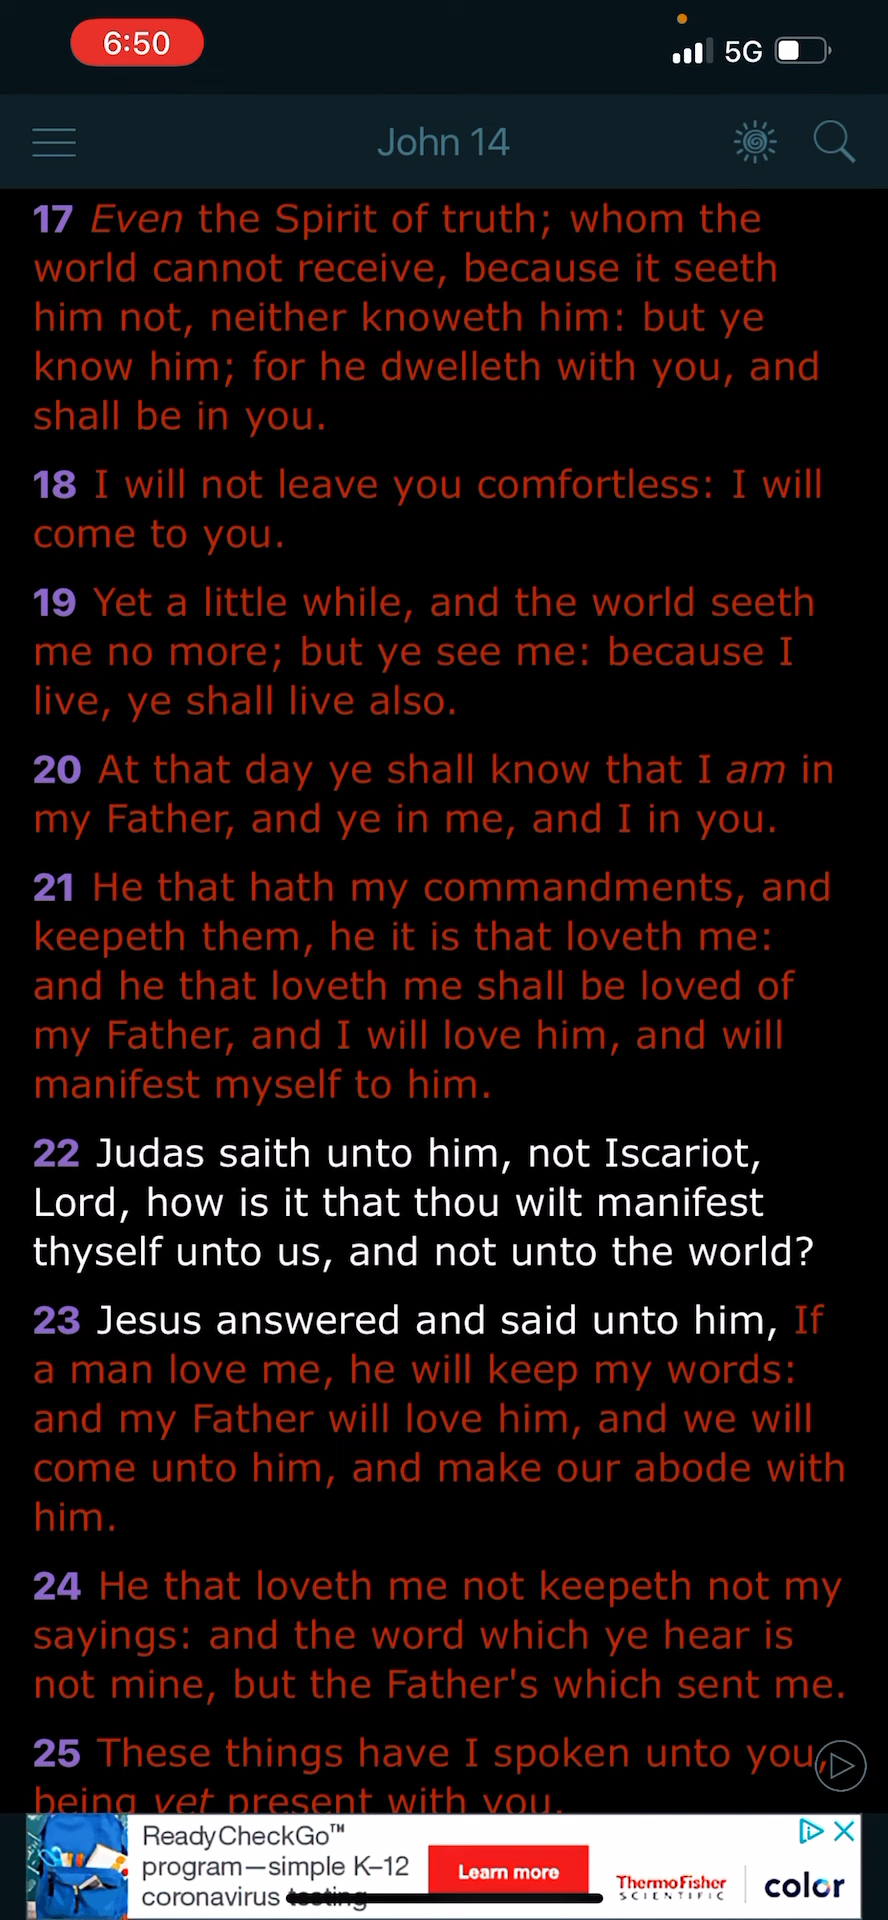 6:50
5G
John 14
17 Even the Spirit of truth; whom the
world cannot receive, because it seeth
him not, neither knoweth him: but ye
know him; for he dwelleth with you, and
shall be in you.
18 I will not leave you comfortless: I will
come to you.
19 Yet a little while, and the world seeth
me no more; but ye see me: because I
live, ye shall live also.
20 At that day ye shall know that I am in
my Father, and ye in me, and I in you.
21 He that hath my commandments, and
keepeth them, he it is that loveth me:
and he that loveth me shall be loved of
my Father, and I will love him, and will
manifest myself to him.
22 Judas saith unto him, not Iscariot,
Lord, how is it that thou wilt manifest
thyself unto us, and not unto the world?
23 Jesus answered and said unto him, If
a man love me, he will keep my words:
and my Father will love him, and we will
come unto him, and make our abode with
him.
24 He that loveth me not keepeth not my
sayings: and the word which ye hear is
not mine, but the Father's which sent me.
25 These things have I spoken unto you,
being yet present with you.
ReadyCheckGo™
program—simple K–12
coronavirus testing
Learn more
ThermoFisher
SCIENTIFIC
color